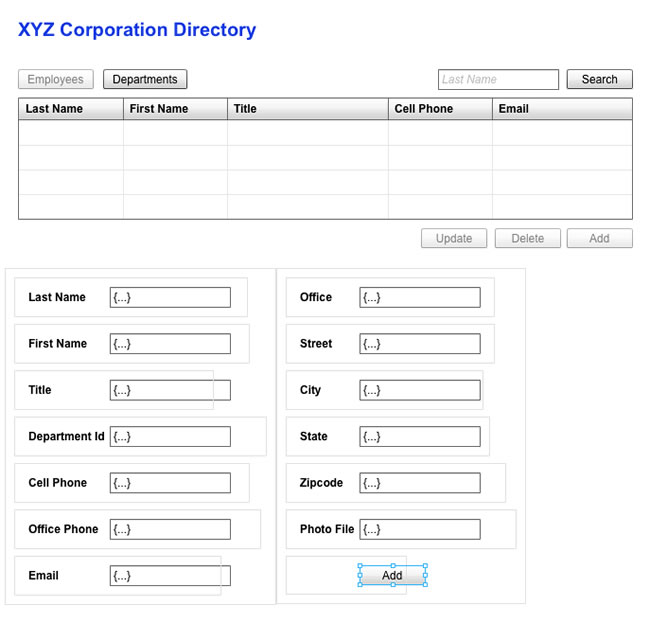 XYZ Corporation Directory
Employees Departments Last Name Search
Last Name First Name Title Cell Phone Email
Update Delete Add
Last Name {...} Office {...}
First Name {...} Street {...}
Title {...} City {...}
Department Id {...} State {...}
Cell Phone {...} Zipcode {...}
Office Phone {...} Photo File {...}
Email {...} Add